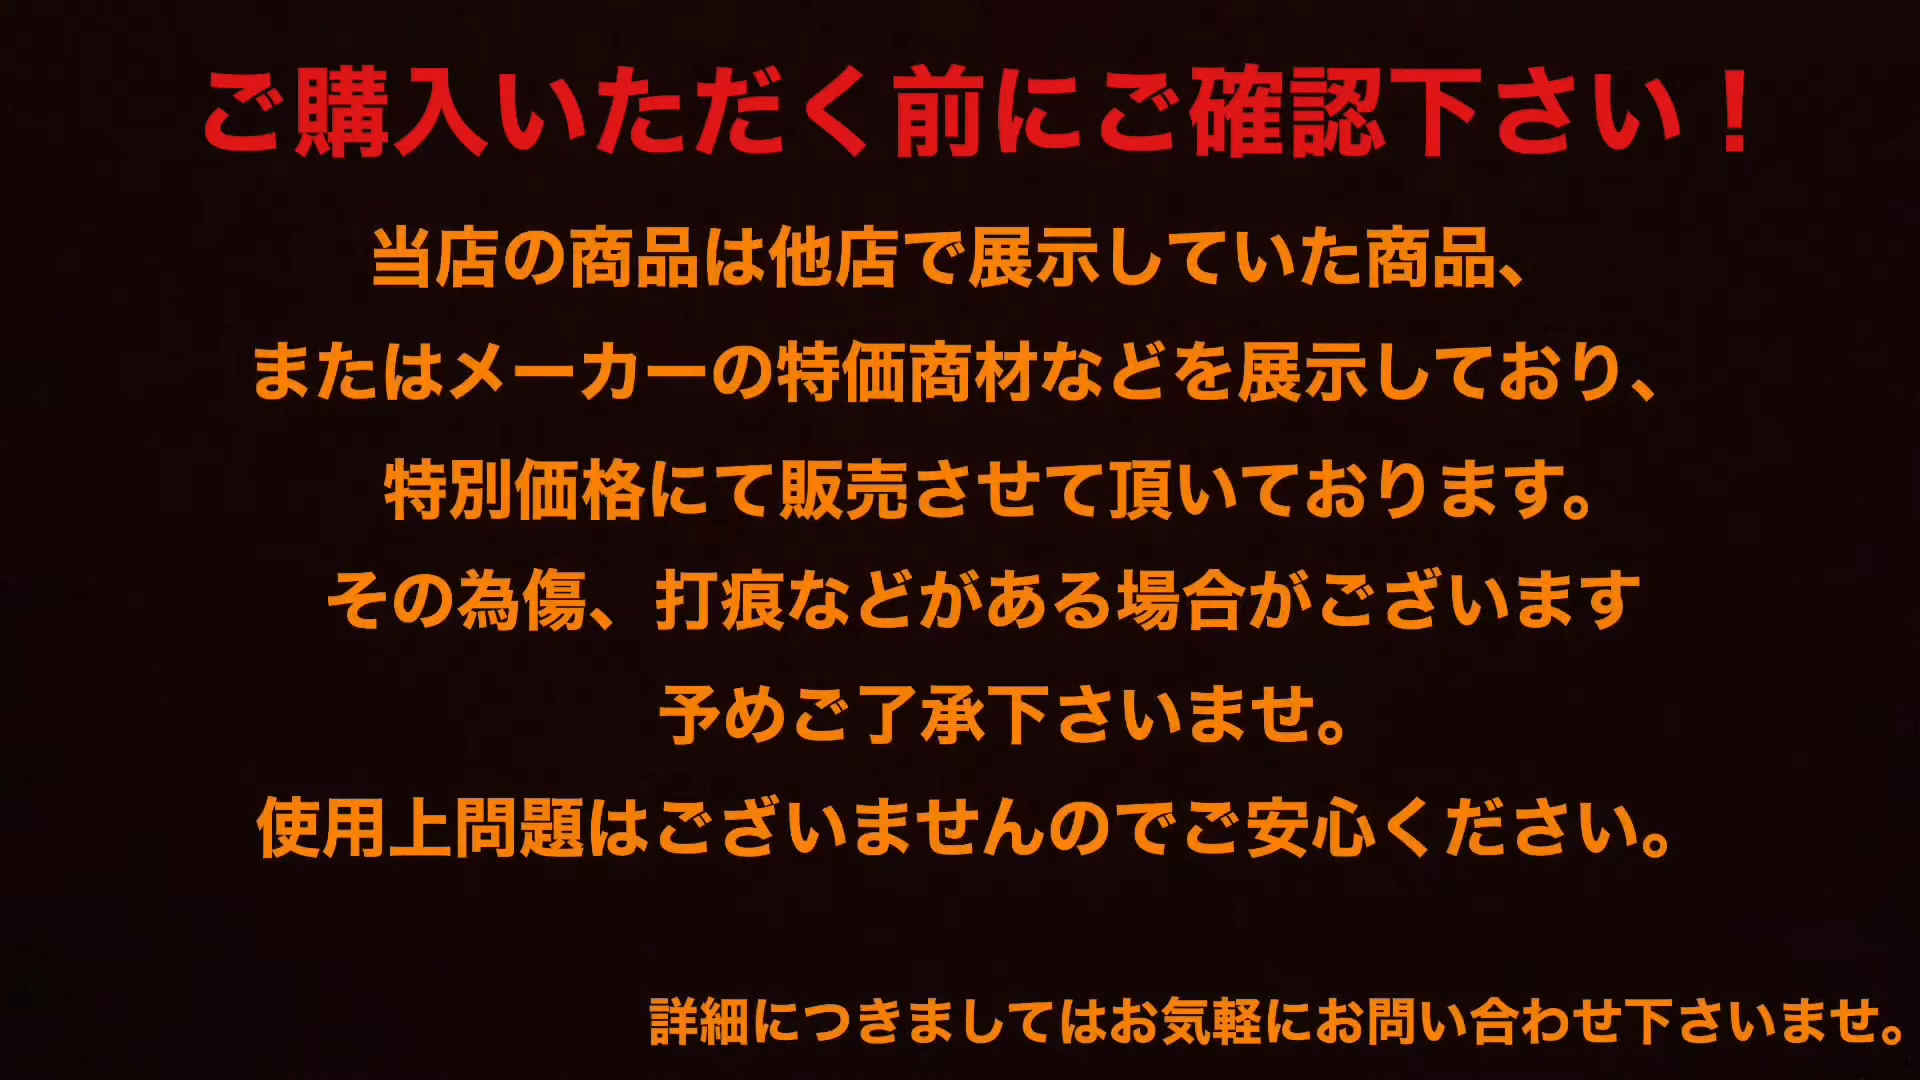 ご購入いただく前にご確認下さい！
当店の商品は他店で展示していた商品、
またはメーカーの特価商材などを展示しており、
特別価格にて販売させて頂いております。
その為傷、打痕などがある場合がございます
予めご了承下さいませ。
使用上問題はございませんのでご安心ください。
詳細につきましてはお気軽にお問い合わせ下さいませ。